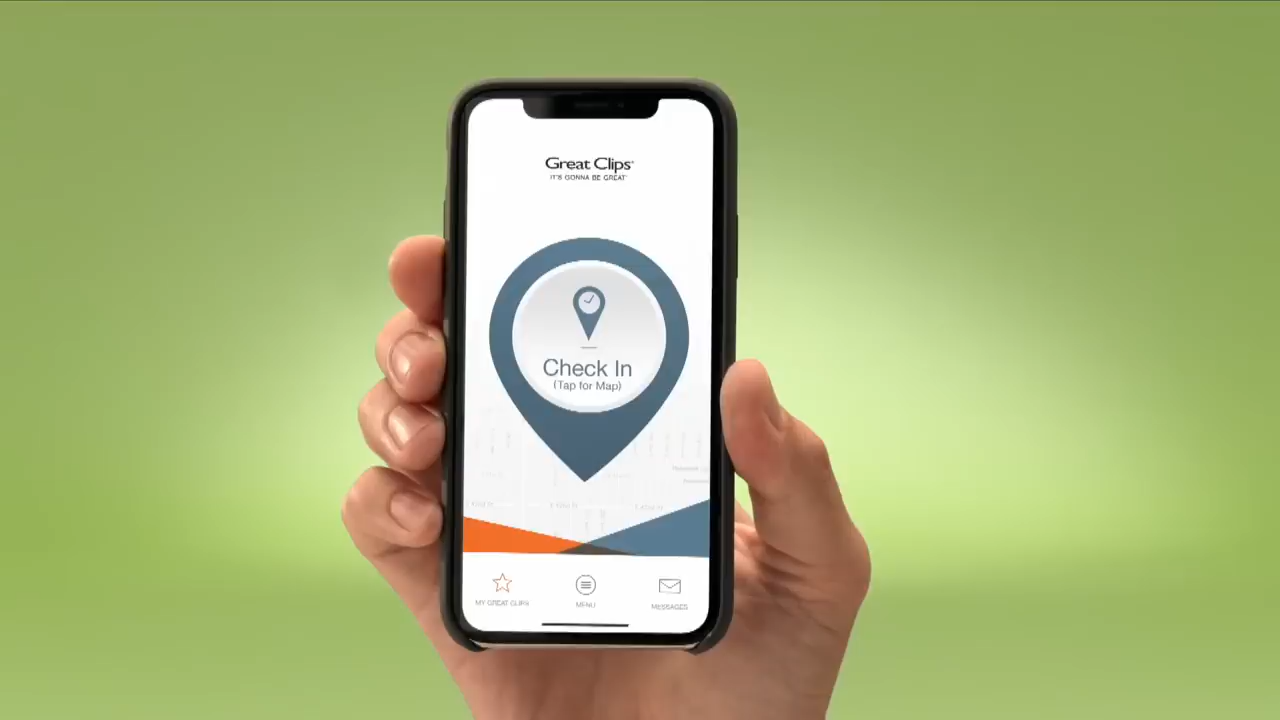 Great Clips®
IT'S GONNA BE GREAT®
Check In
(Tap for Map)
MY GREAT CLIPS
MENU
MESSAGES